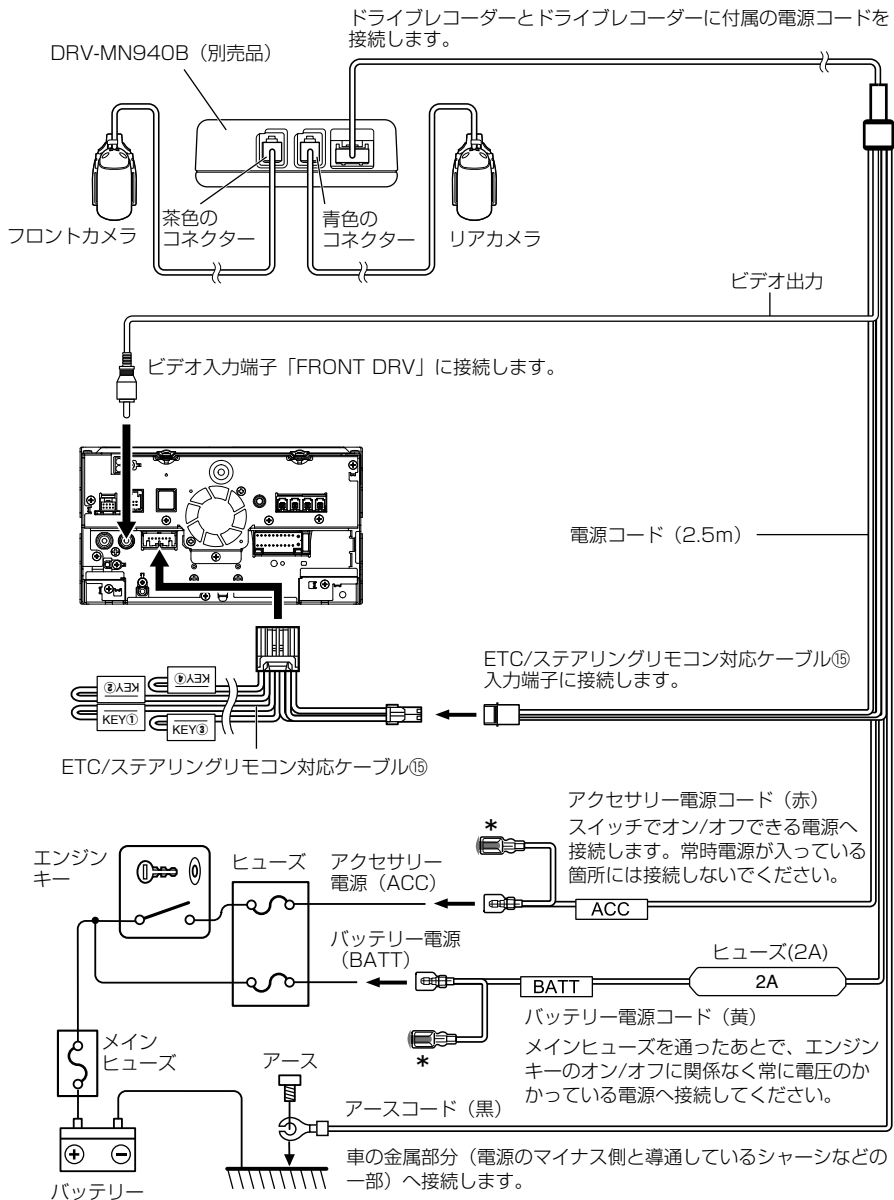 ドライブレコーダーとドライブレコーダーに付属の電源コードを
接続します。
DRV-MN940B（別売品）
フロントカメラ
茶色の
コネクター
青色の
コネクター
リアカメラ
ビデオ出力
ビデオ入力端子「FRONT DRV」に接続します。
電源コード（2.5m）
ETC/ステアリングリモコン対応ケーブル⑮
入力端子に接続します。
KEY②
KEY④
KEY①
KEY③
ETC/ステアリングリモコン対応ケーブル⑮
アクセサリー電源コード（赤）
スイッチでオン/オフできる電源へ
接続します。常時電源が入っている
箇所には接続しないでください。
*
エンジン
キー
ヒューズ
アクセサリー
電源（ACC）
ACC
バッテリー電源
（BATT）
ヒューズ(2A)
BATT
2A
バッテリー電源コード（黄）
*
メインヒューズを通ったあとで、エンジン
キーのオン/オフに関係なく常に電圧のか
かっている電源へ接続してください。
メイン
ヒューズ
アース
アースコード（黒）
車の金属部分（電源のマイナス側と導通しているシャーシなどの
一部）へ接続します。
⊕ ⊖
バッテリー